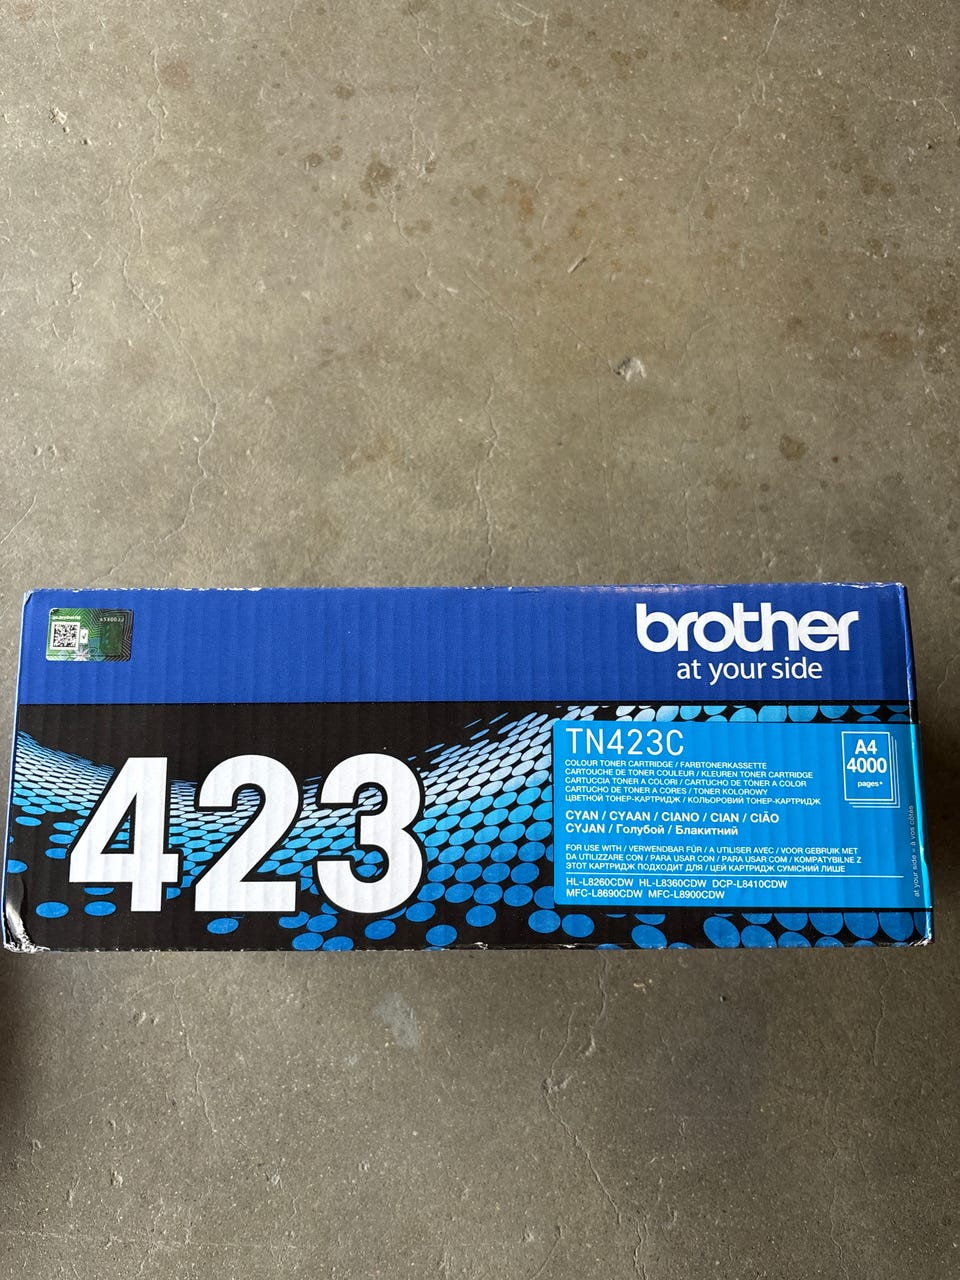 brother
at your side
423
TN423C
COLOUR TONER CARTRIDGE / FARBTONERKASSETTE
CARTOUCHE DE TONER COULEUR / KLEUREN TONER CARTRIDGE
CARTUCCIA TONER A COLORI / CARTUCHO DE TÓNER A COLOR
CARTUCHO DE TONER A CORES / TONER KOLOROWY
ЦВЕТНОЙ ТОНЕР-КАРТРИДЖ / КОЛЬОРОВИЙ ТОНЕР-КАРТРИДЖ
CYAN / CYAAN / CIANO / CIAN / CIÃO
CYJAN / Голубой / Блакитний
FOR USE WITH / VERWENDBAR FÜR / A UTILISER AVEC / VOOR GEBRUIK MET
DA UTILIZZARE CON / PARA USAR CON / PARA USAR COM / KOMPATYBILNE Z
ЭТОТ КАРТРИДЖ ПОДХОДИТ ДЛЯ / ЦЕЙ КАРТРИДЖ СУМІСНИЙ ЛИШЕ
HL-L8260CDW HL-L8360CDW DCP-L8410CDW
MFC-L8690CDW MFC-L8900CDW
A4
4000
pages*
at your side = à vos côtés